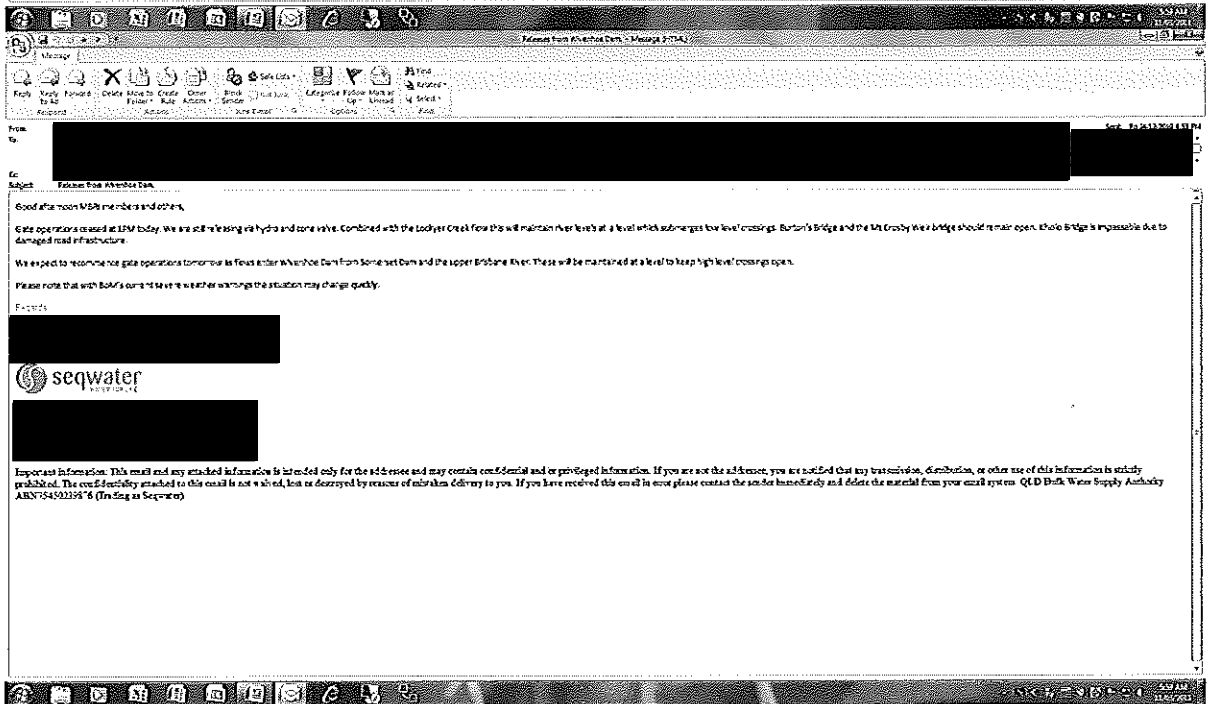 Releases from Wivenhoe Dam - Message (HTML)
Message
Reply Reply to All Forward Delete Move to Folder Create Rule Other Actions Block Sender Safe Lists Not Junk Categorize Follow Up Mark as Unread Find Related Select
Respond Actions Junk E-mail Options Find
From:
To:
Cc:
Subject: Releases from Wivenhoe Dam
Good afternoon members and others,
Gate operations ceased at 1PM today. We are still releasing via hydro and cone valve. Combined with the Lockyer Creek flow this will maintain river levels at a level which submerges low level crossings. Burton's Bridge and the Mt Crosby Weir bridge should remain open. Kholo Bridge is impassable due to
damaged road infrastructure.
We expect to recommence gate operations tomorrow as flows enter Wivenhoe Dam from Somerset Dam and the upper Brisbane River. These will be maintained at a level to keep high level crossings open.
Please note that with BoM's current severe weather warnings the situation may change quickly.
Regards
seqwater
Important Information: This email and any attached information is intended only for the addressee and may contain confidential and or privileged information. If you are not the addressee, you are notified that any transmission, distribution, or other use of this information is strictly
prohibited. The confidentiality attached to this email is not waived, lost or destroyed by reasons of mistaken delivery to you. If you have received this email in error please contact the sender immediately and delete the material from your email system. QLD Bulk Water Supply Authority
ABN75450239876 (Trading as Seqwater)